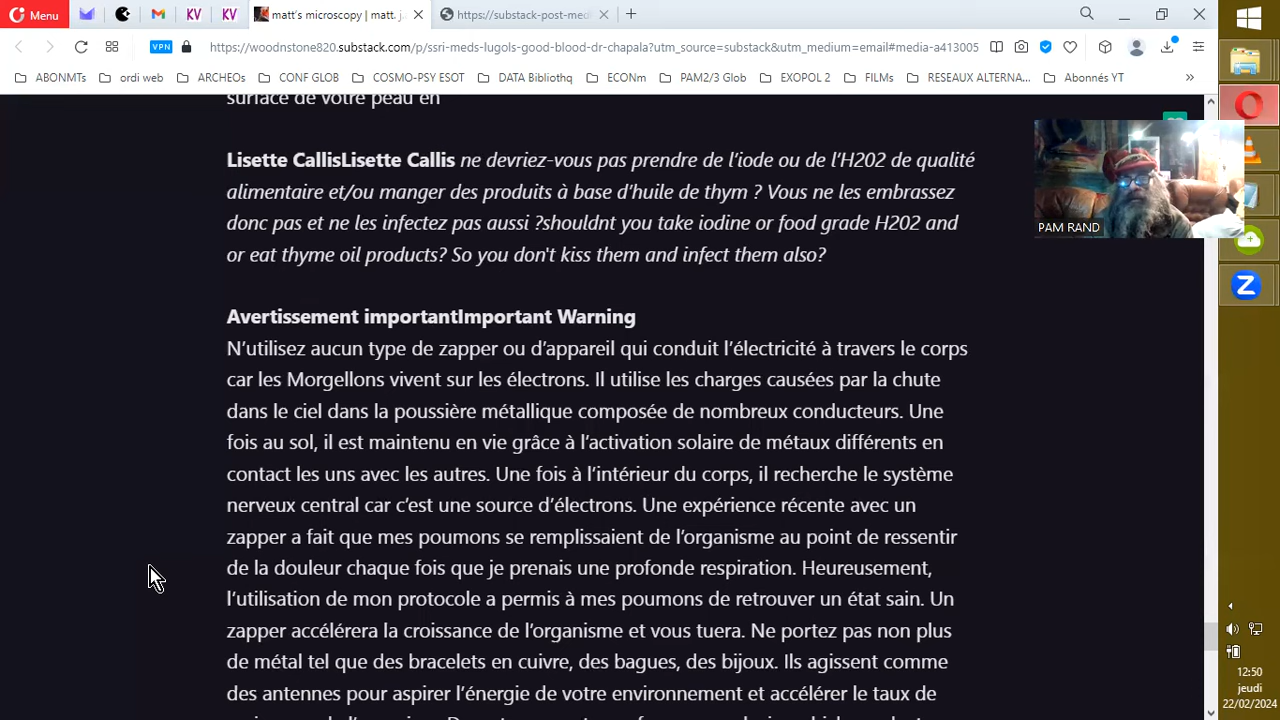 Menu
KV
KV
matt's microscopy | matt. j
https://substack-post-med
VPN
https://woodnstone820.substack.com/p/ssri-meds-lugols-good-blood-dr-chapala?utm_source=substack&utm_medium=email#media-a413005
ABONMTs
ordi web
ARCHEOs
CONF GLOB
COSMO-PSY ESOT
DATA Bibliothq
ECONm
PAM2/3 Glob
EXOPOL 2
FILMs
RESEAUX ALTERNA...
Abonnés YT
»
surface de votre peau en
Lisette CallisLisette Callis ne devriez-vous pas prendre de l'iode ou de l'H202 de qualité
alimentaire et/ou manger des produits à base d'huile de thym ? Vous ne les embrassez
donc pas et ne les infectez pas aussi ?shouldnt you take iodine or food grade H202 and
or eat thyme oil products? So you don't kiss them and infect them also?
PAM RAND
Avertissement importantImportant Warning
N'utilisez aucun type de zapper ou d'appareil qui conduit l'électricité à travers le corps
car les Morgellons vivent sur les électrons. Il utilise les charges causées par la chute
dans le ciel dans la poussière métallique composée de nombreux conducteurs. Une
fois au sol, il est maintenu en vie grâce à l'activation solaire de métaux différents en
contact les uns avec les autres. Une fois à l'intérieur du corps, il recherche le système
nerveux central car c'est une source d'électrons. Une expérience récente avec un
zapper a fait que mes poumons se remplissaient de l'organisme au point de ressentir
de la douleur chaque fois que je prenais une profonde respiration. Heureusement,
l'utilisation de mon protocole a permis à mes poumons de retrouver un état sain. Un
zapper accélérera la croissance de l'organisme et vous tuera. Ne portez pas non plus
de métal tel que des bracelets en cuivre, des bagues, des bijoux. Ils agissent comme
des antennes pour aspirer l'énergie de votre environnement et accélérer le taux de
12:50
jeudi
22/02/2024